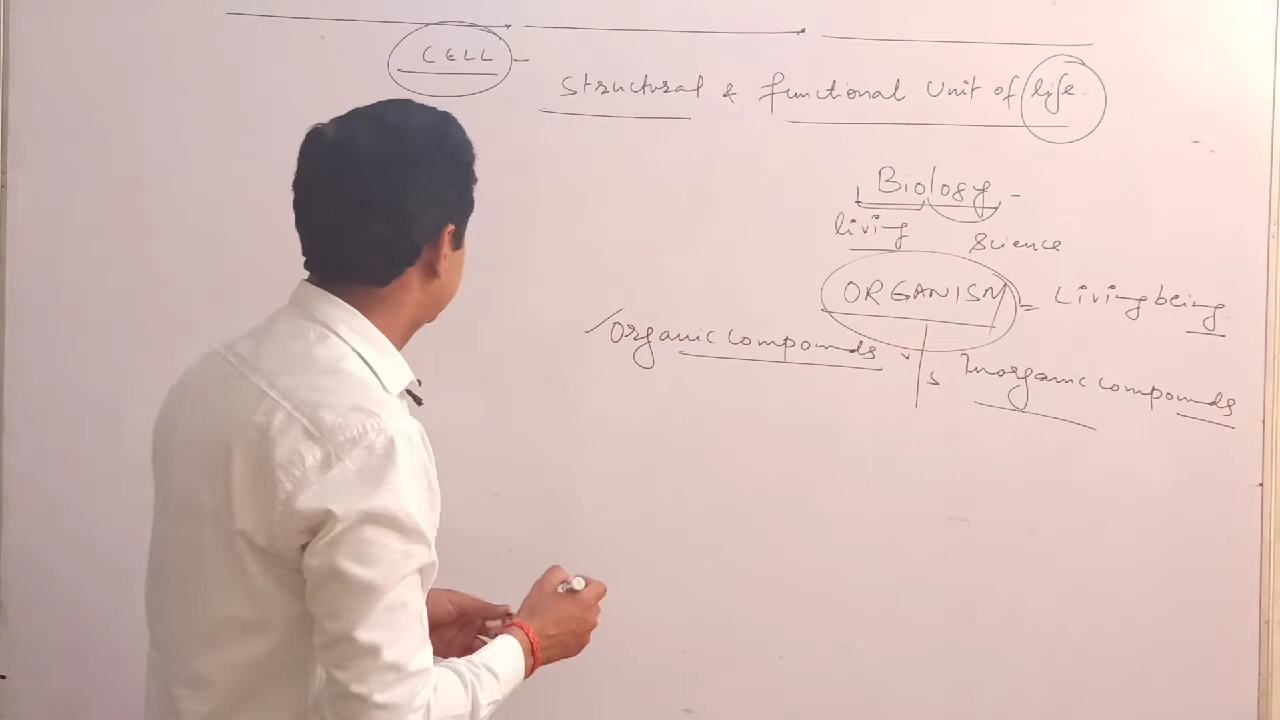 CELL -
Structural & functional Unit of life.
Biology -
living science
ORGANISM = Living being
Organic compounds Inorganic compounds